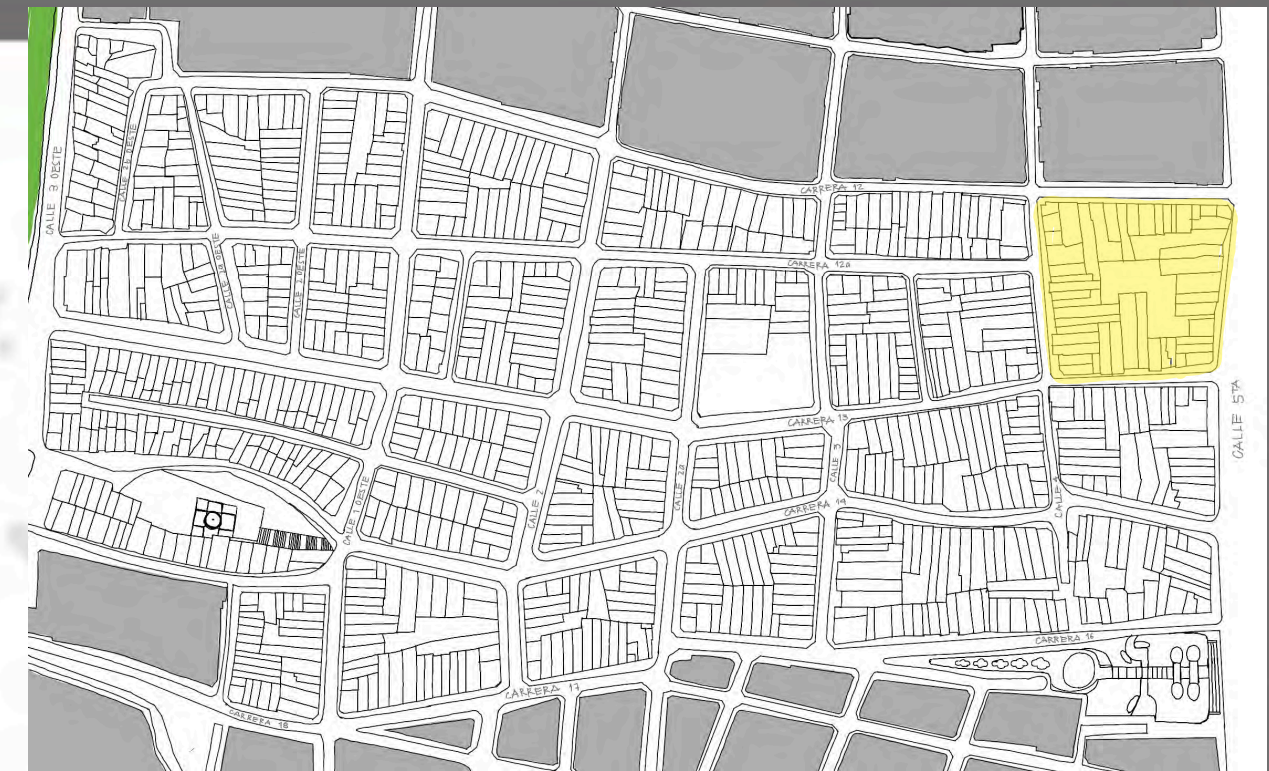 CALLE 3 OESTE
CALLE 2b OESTE
CALLE 2a OESTE
CALLE 1 OESTE
CARRERA 12
CARRERA 12a
CARRERA 13
CALLE 5TA
CALLE 3
CALLE 2a
CALLE 2
CALLE 1 OESTE
CARRERA 14
CALLE 4
CARRERA 16
CARRERA 17
CARRERA 18